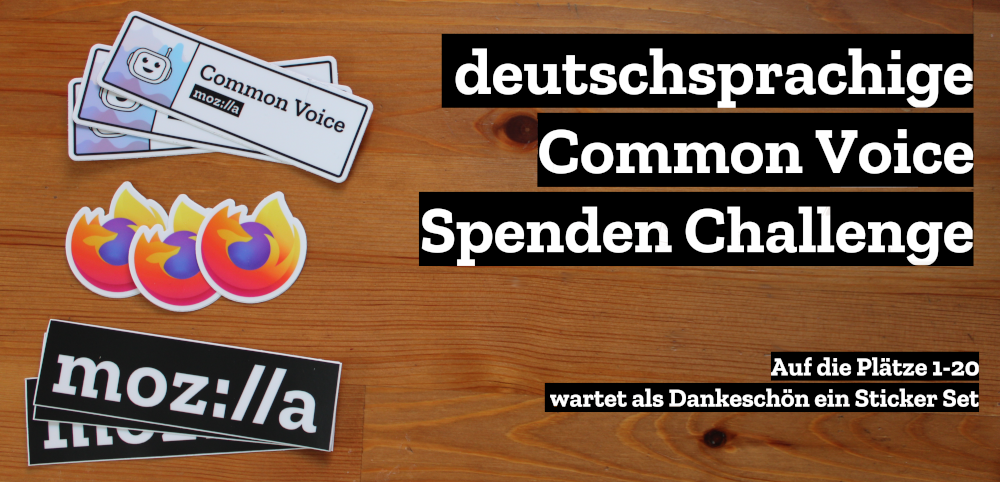 Common Voice
moz://a
moz://a
deutschsprachige
Common Voice
Spenden Challenge
Auf die Plätze 1-20
wartet als Dankeschön ein Sticker Set